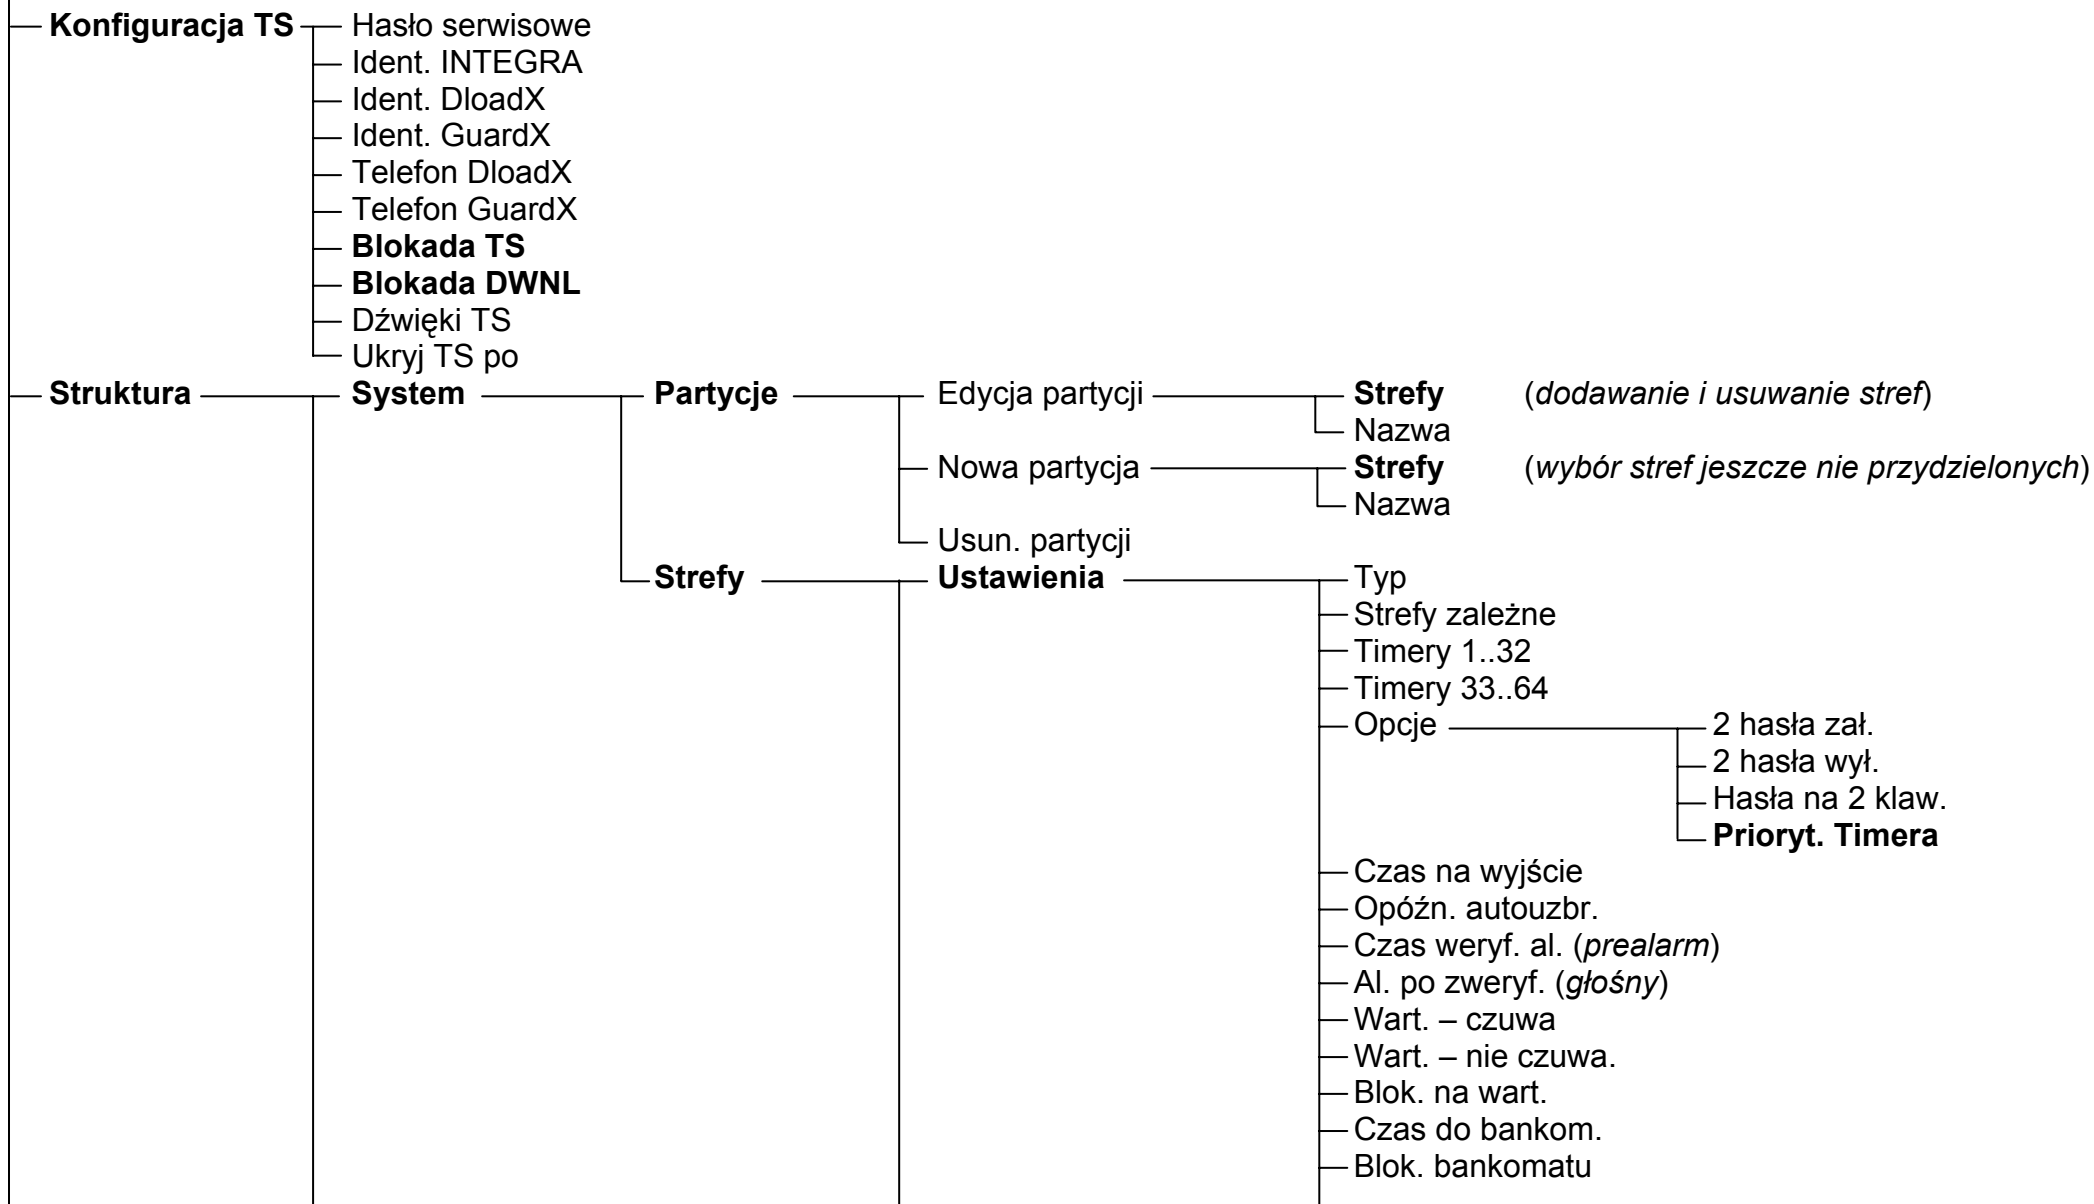 Konfiguracja TS Hasło serwisowe
Ident. INTEGRA
Ident. DloadX
Ident. GuardX
Telefon DloadX
Telefon GuardX
Blokada TS
Blokada DWNL
Dźwięki TS
Ukryj TS po
Struktura System Partycje Edycja partycji Strefy (dodawanie i usuwanie stref)
Nazwa
Nowa partycja Strefy (wybór stref jeszcze nie przydzielonych)
Nazwa
Usun. partycji
Strefy Ustawienia Typ
Strefy zależne
Timery 1..32
Timery 33..64
Opcje 2 hasła zał.
2 hasła wył.
Hasła na 2 klaw.
Prioryt. Timera
Czas na wyjście
Opóźn. autouzbr.
Czas weryf. al. (prealarm)
Al. po zweryf. (głośny)
Wart. – czuwa
Wart. – nie czuwa.
Blok. na wart.
Czas do bankom.
Blok. bankomatu